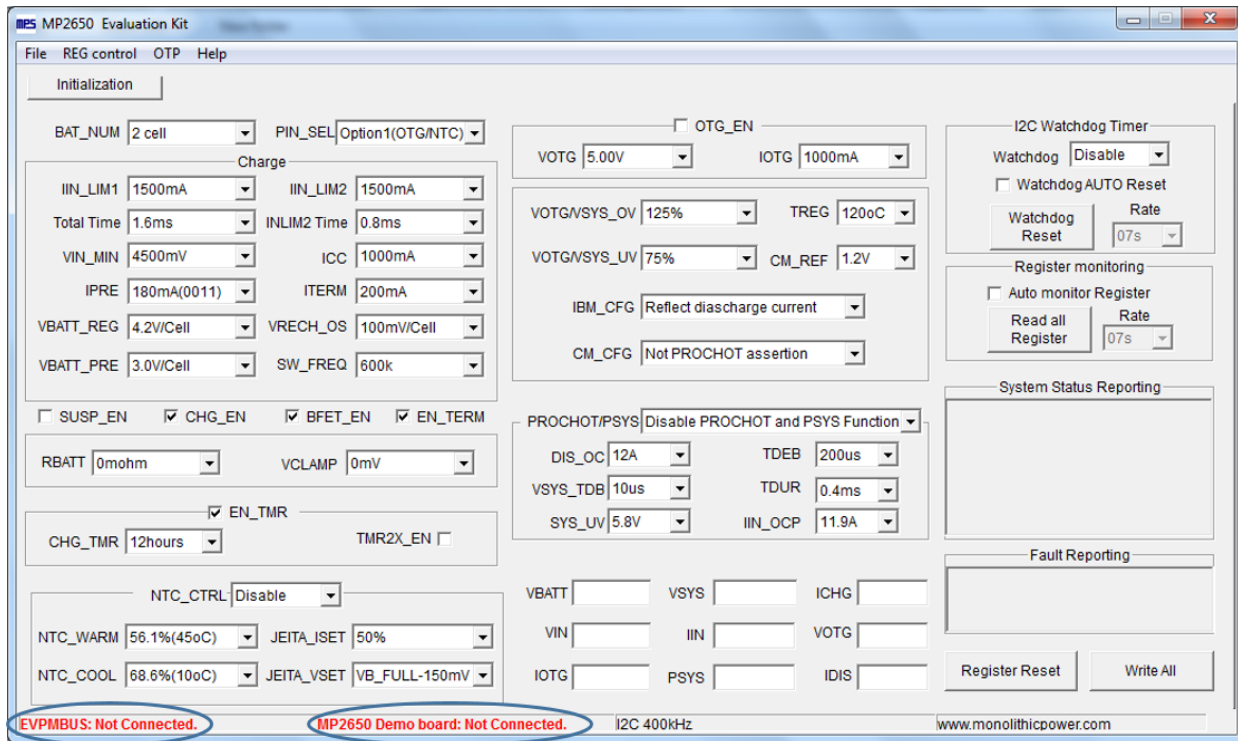 mps MP2650 Evaluation Kit
File REG control OTP Help
Initialization
BAT_NUM 2 cell PIN_SEL Option1(OTG/NTC)
Charge
IIN_LIM1 1500mA IIN_LIM2 1500mA
Total Time 1.6ms INLIM2 Time 0.8ms
VIN_MIN 4500mV ICC 1000mA
IPRE 180mA(0011) ITERM 200mA
VBATT_REG 4.2V/Cell VRECH_OS 100mV/Cell
VBATT_PRE 3.0V/Cell SW_FREQ 600k
SUSP_EN CHG_EN BFET_EN EN_TERM
RBATT 0mohm VCLAMP 0mV
EN_TMR
CHG_TMR 12hours TMR2X_EN
NTC_CTRL Disable
NTC_WARM 56.1%(45oC) JEITA_ISET 50%
NTC_COOL 68.6%(10oC) JEITA_VSET VB_FULL-150mV
OTG_EN
VOTG 5.00V IOTG 1000mA
VOTG/VSYS_OV 125% TREG 120oC
VOTG/VSYS_UV 75% CM_REF 1.2V
IBM_CFG Reflect diascharge current
CM_CFG Not PROCHOT assertion
PROCHOT/PSYS Disable PROCHOT and PSYS Function
DIS_OC 12A TDEB 200us
VSYS_TDB 10us TDUR 0.4ms
SYS_UV 5.8V IIN_OCP 11.9A
VBATT VSYS ICHG
VIN IIN VOTG
IOTG PSYS IDIS
I2C Watchdog Timer
Watchdog Disable
Watchdog AUTO Reset
Watchdog Reset
Rate
07s
Register monitoring
Auto monitor Register
Read all Register
Rate
07s
System Status Reporting
Fault Reporting
Register Reset Write All
EVPMBUS: Not Connected. MP2650 Demo board: Not Connected. I2C 400kHz www.monolithicpower.com